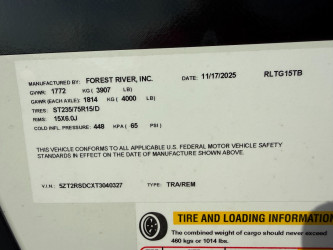 MANUFACTURED BY: FOREST RIVER, INC. DATE: 11/17/2025 RLTG15TB
GVWR: 1772 KG ( 3907 LB)
GAWR (EACH AXLE): 1814 KG ( 4000 LB)
TIRES: ST235/75R15/D
RIMS: 15X6.0J
COLD INFL. PRESSURE: 448 KPA ( 65 PSI)
THIS VEHICLE CONFORMS TO ALL APPLICABLE U.S. FEDERAL MOTOR VEHICLE SAFETY
STANDARDS IN EFFECT ON THE DATE OF MANUFACTURE SHOWN ABOVE.
V.I.N.: 5ZT2RSDCXT3040327 TYPE: TRA/REM
TIRE AND LOADING INFORMATION
The combined weight of cargo should never exceed
460 kgs or 1014 lbs.